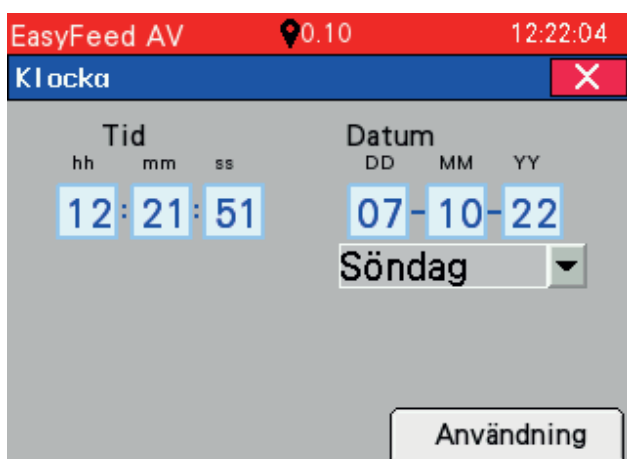 EasyFeed AV 0.10 12:22:04
Klocka
Tid Datum
hh mm ss DD MM YY
12:21:51 07-10-22
Söndag
Användning